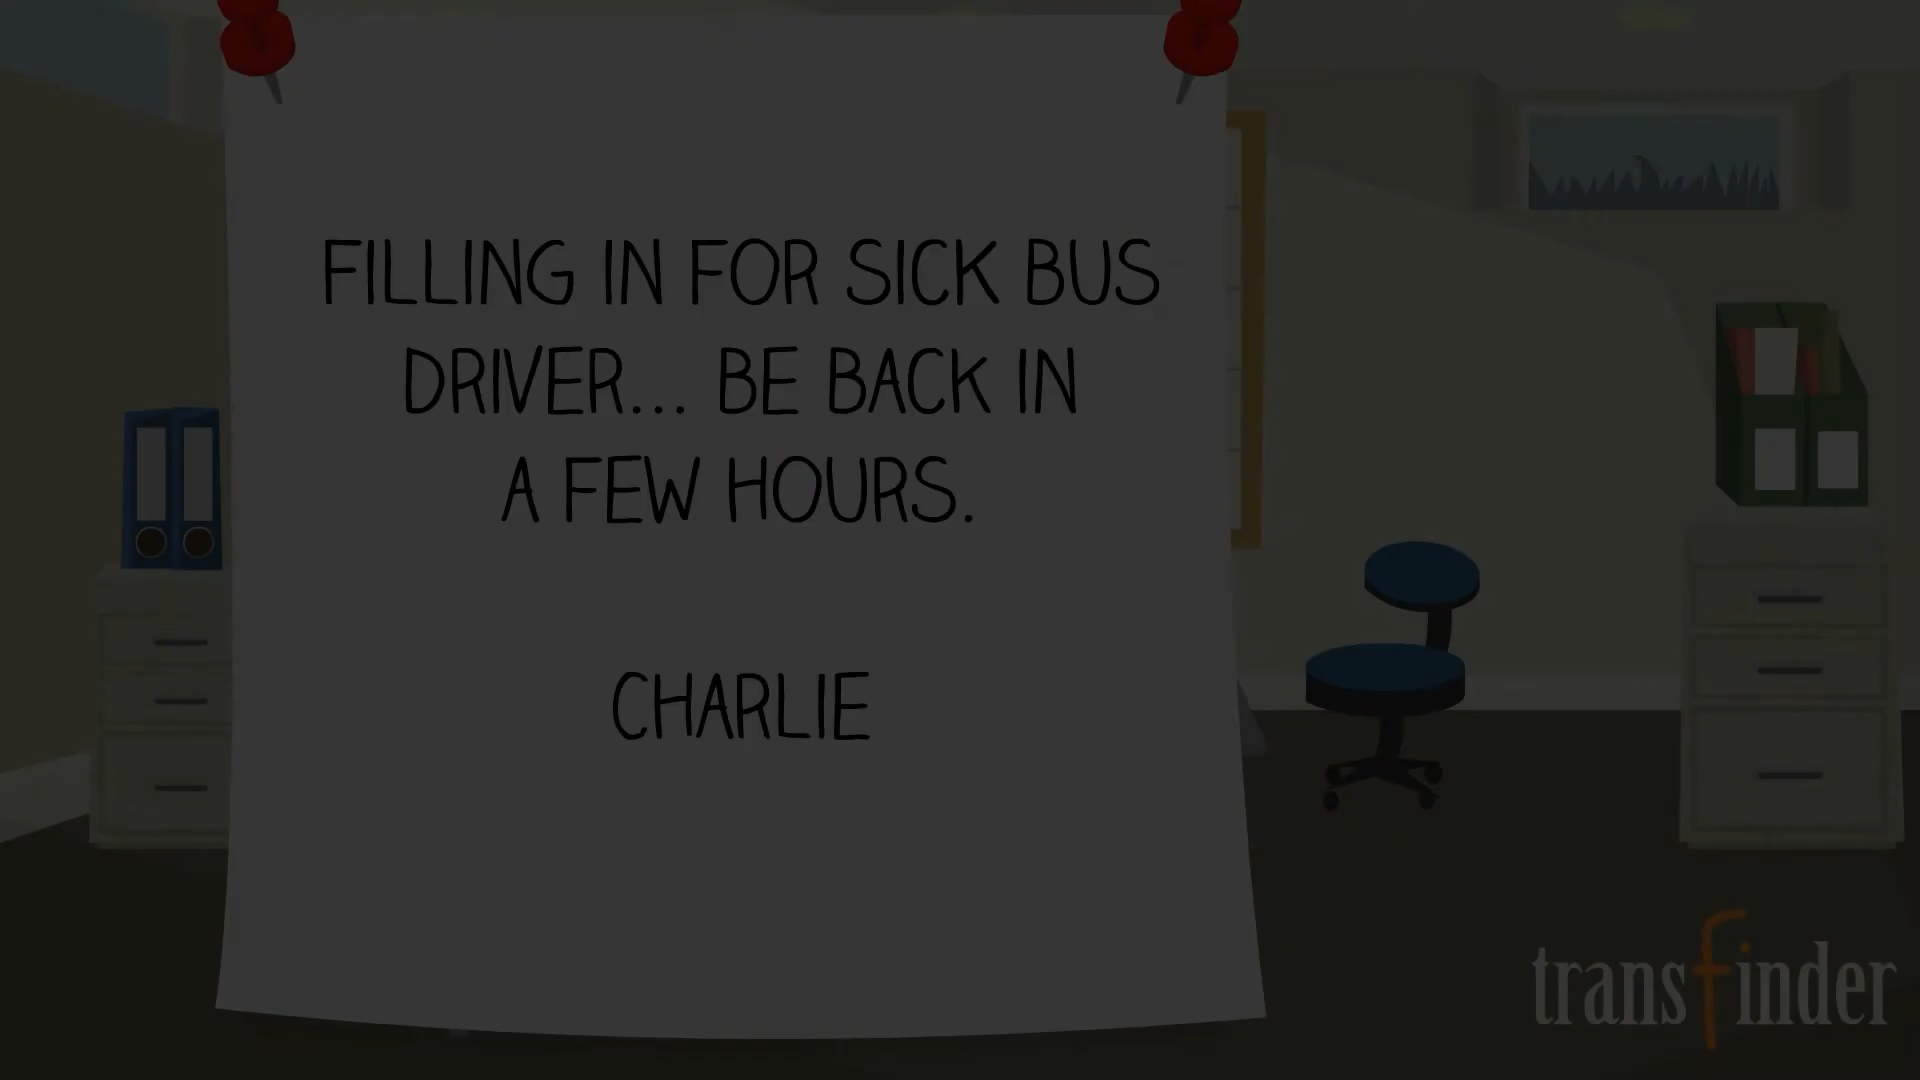 FILLING IN FOR SICK BUS
DRIVER... BE BACK IN
A FEW HOURS.
CHARLIE
transfinder